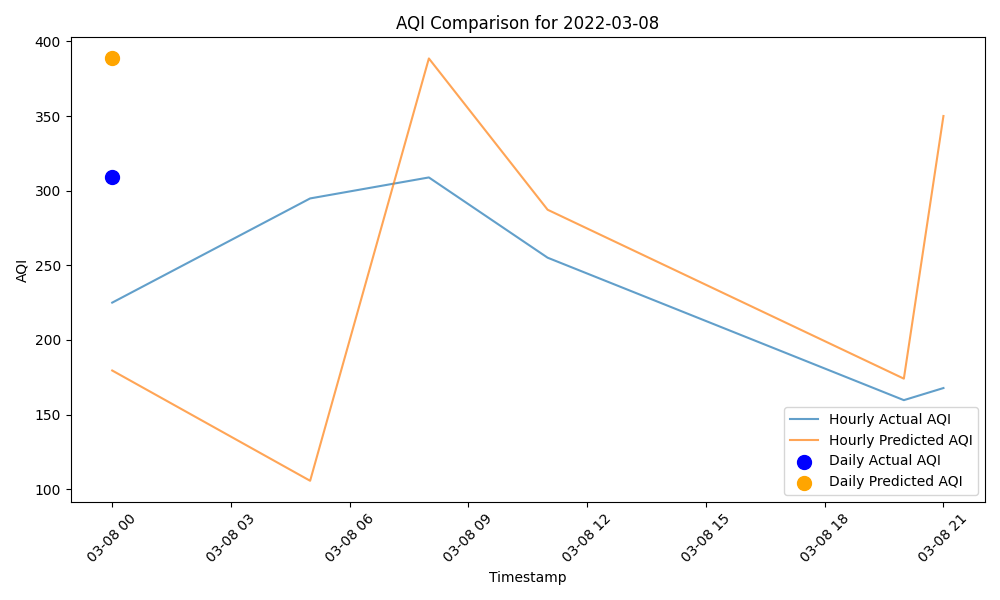 AQI Comparison for 2022-03-08
AQI
400
350
300
250
200
150
100
Hourly Actual AQI
Hourly Predicted AQI
Daily Actual AQI
Daily Predicted AQI
03-08 00
03-08 03
03-08 06
03-08 09
03-08 12
03-08 15
03-08 18
03-08 21
Timestamp